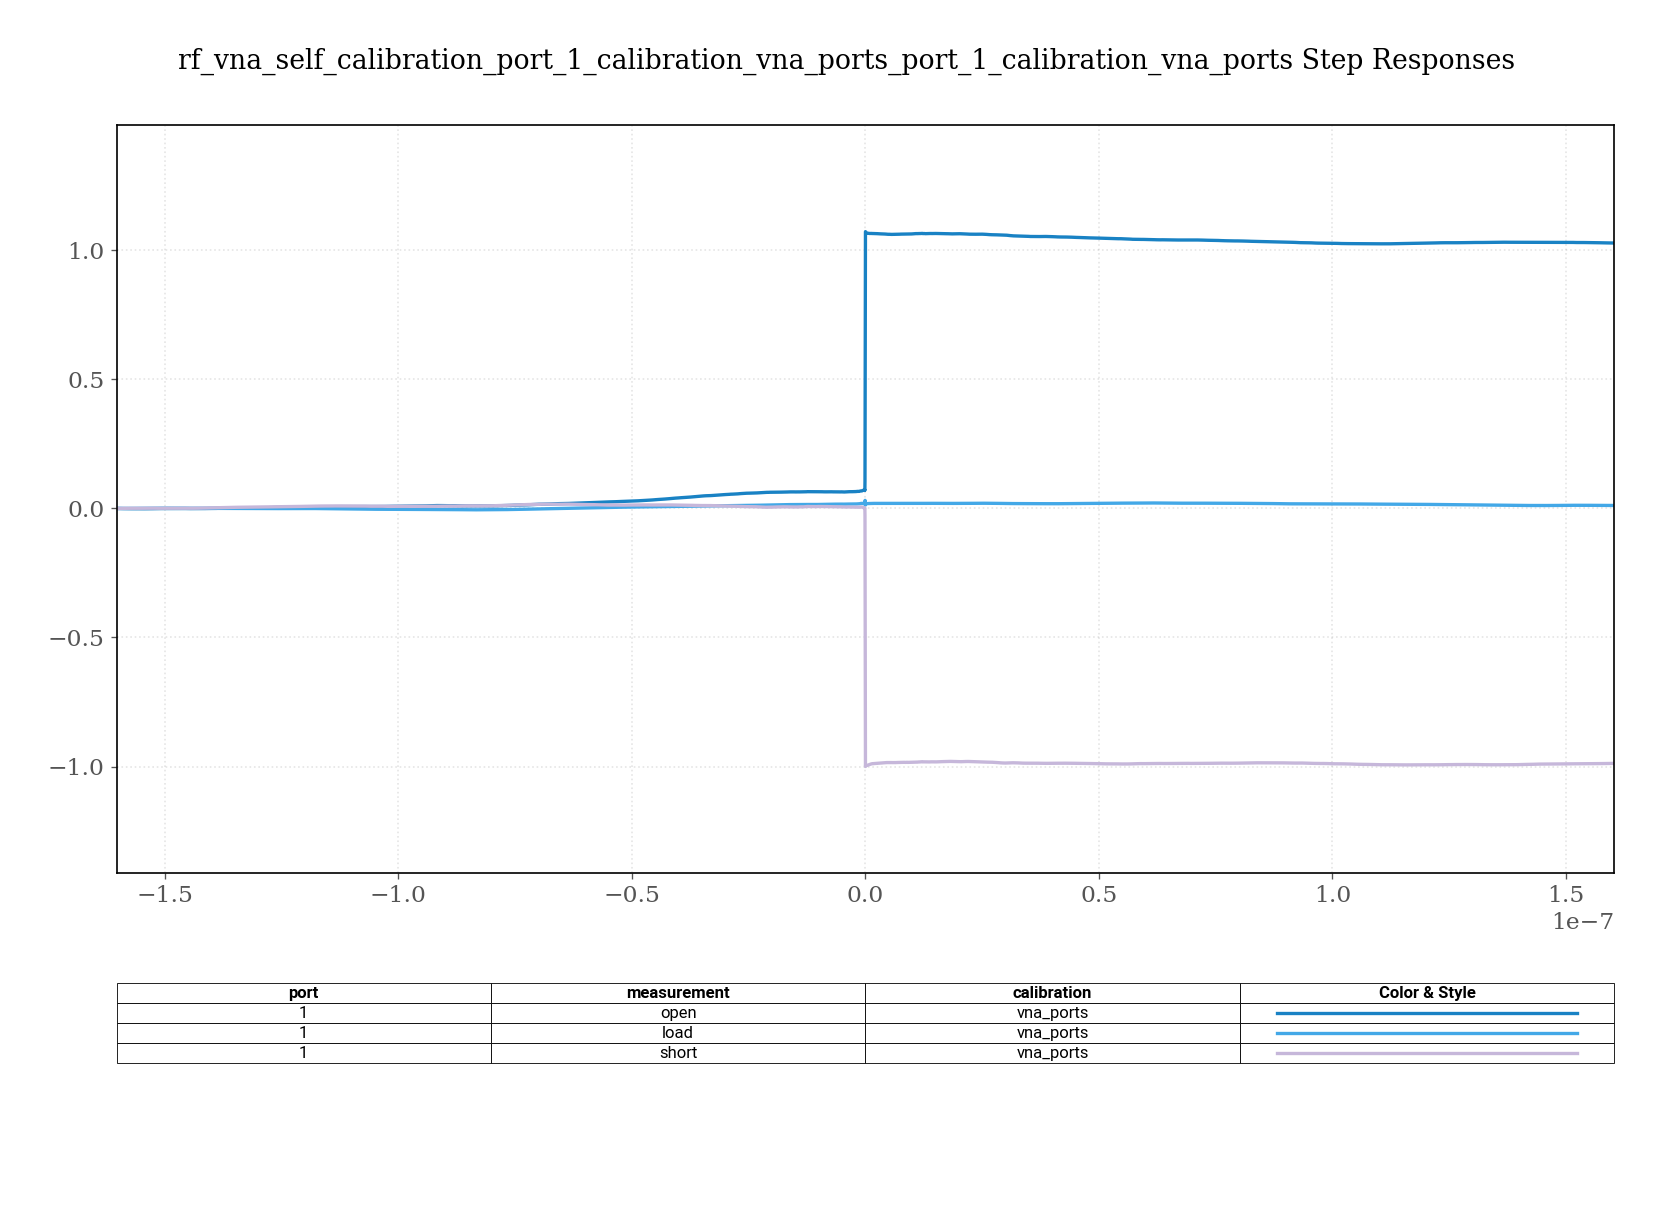 rf_vna_self_calibration_port_1_calibration_vna_ports_port_1_calibration_vna_ports Step Responses
1.0
0.5
0.0
−0.5
−1.0
−1.5 −1.0 −0.5 0.0 0.5 1.0 1.5
1e−7
port measurement calibration Color & Style
1 open vna_ports
1 load vna_ports
1 short vna_ports